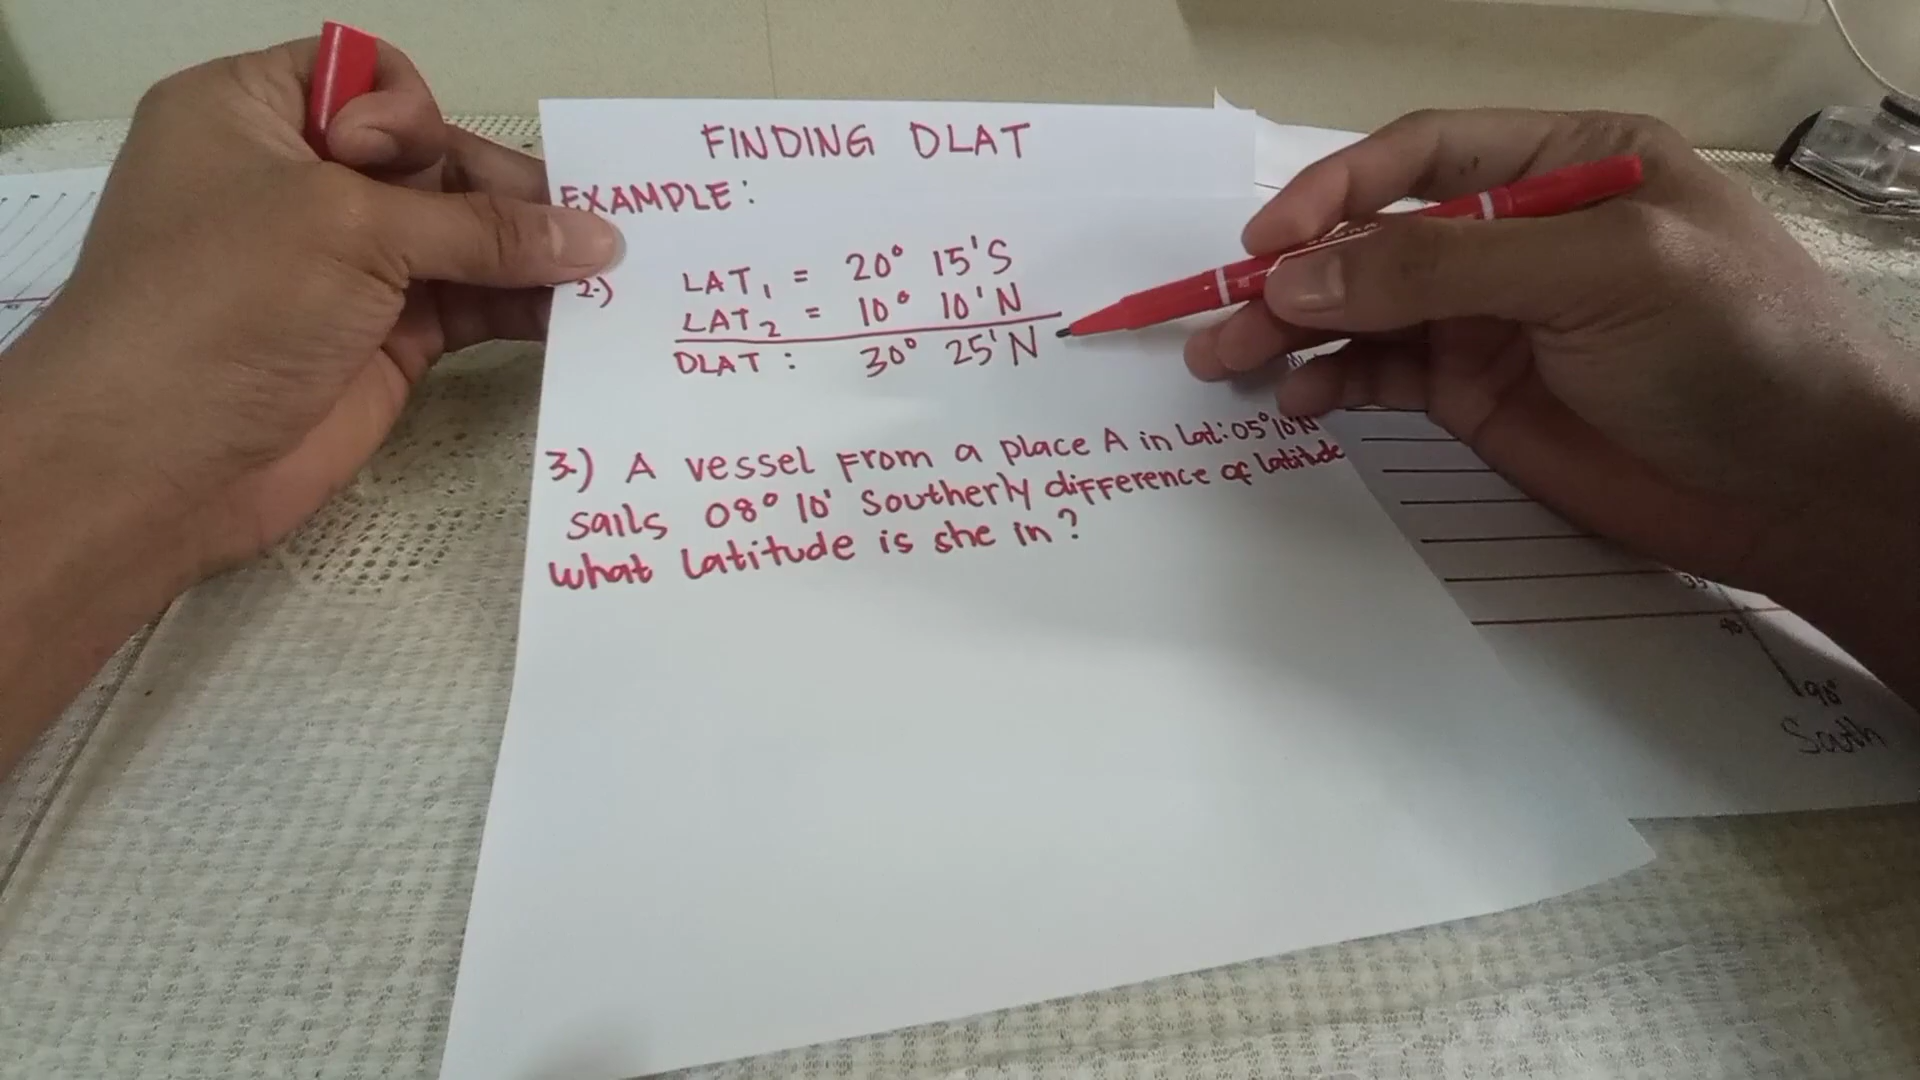 FINDING DLAT
EXAMPLE:
2.) LAT₁ = 20° 15'S
LAT₂ = 10° 10'N
DLAT : 30° 25'N
3.) A vessel from a place A in Lat: 05° 10'N
sails 08° 10' Southerly difference of latitude
what latitude is she in?
90°
South